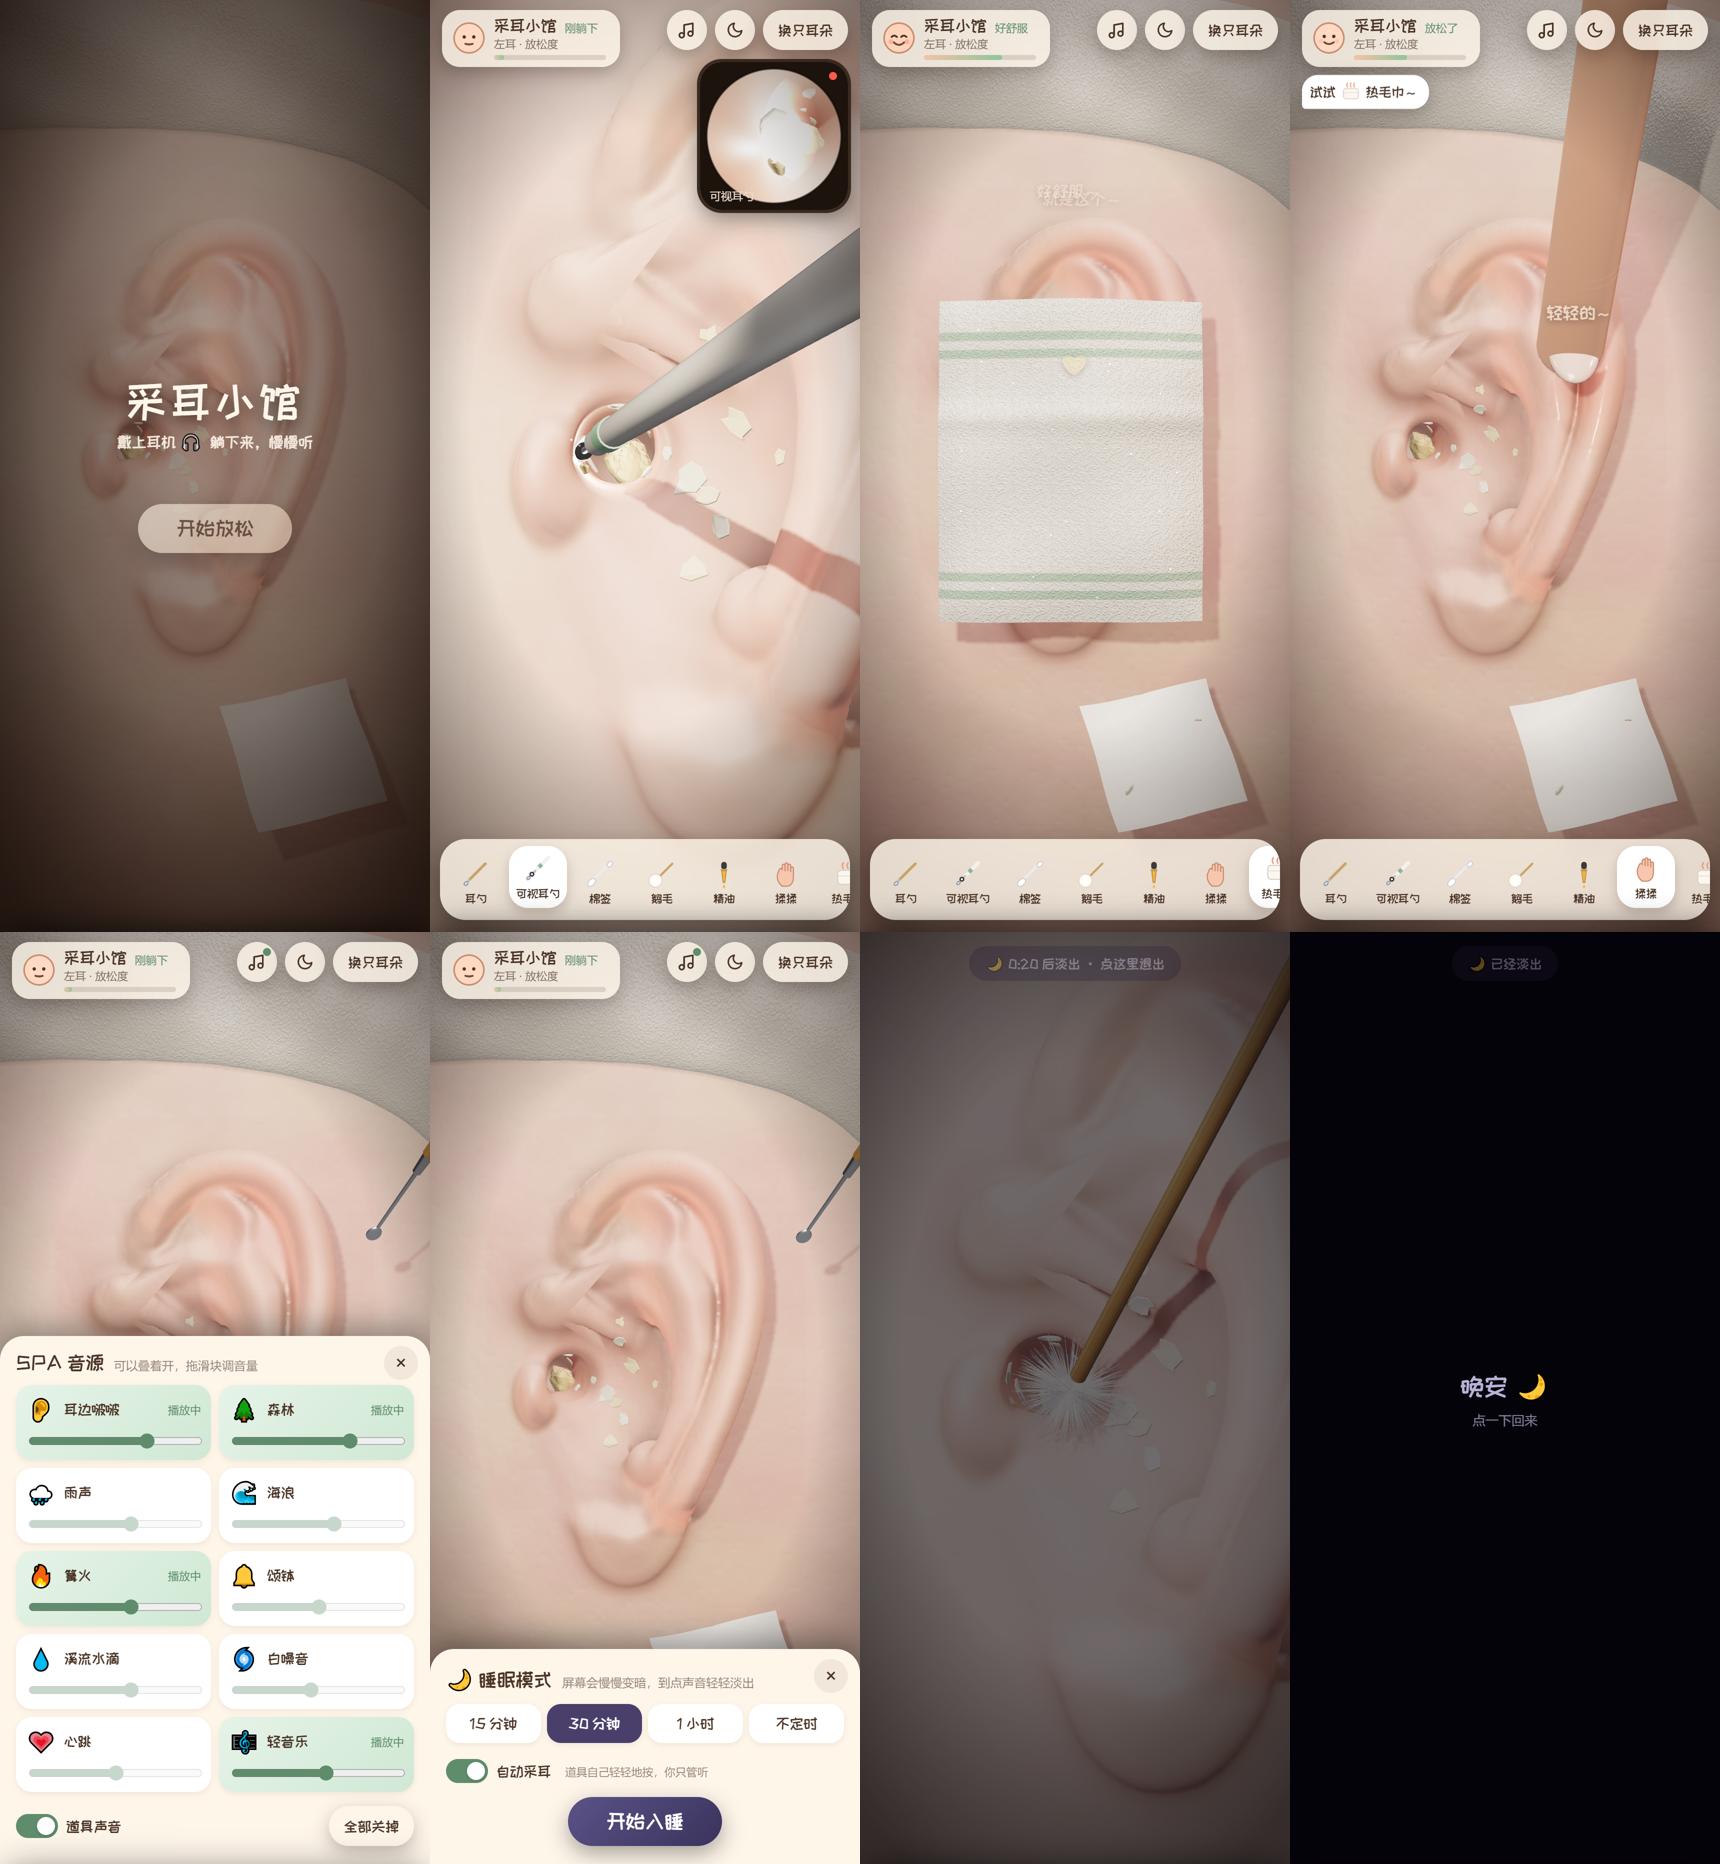 采耳小馆
戴上耳机 🎧 躺下来，慢慢听
开始放松
采耳小馆 刚躺下
左耳·放松度
换只耳朵
可视耳勺
耳勺
可视耳勺
棉签
鹅毛
精油
揉揉
热毛
采耳小馆 好舒服
左耳·放松度
换只耳朵
好舒服
就是这个~
耳勺
可视耳勺
棉签
鹅毛
精油
揉揉
热毛
采耳小馆 放松了
左耳·放松度
换只耳朵
试试 热毛巾~
轻轻的~
耳勺
可视耳勺
棉签
鹅毛
精油
揉揉
热毛
采耳小馆 刚躺下
左耳·放松度
换只耳朵
SPA 音源 可以叠着开，拖滑块调音量
耳边啵啵 播放中
森林 播放中
雨声
海浪
篝火 播放中
颂钵
溪流水滴
白噪音
心跳
轻音乐 播放中
道具声音
全部关掉
采耳小馆 刚躺下
左耳·放松度
换只耳朵
🌙 睡眠模式 屏幕会慢慢变暗，到点声音轻轻淡出
15 分钟
30 分钟
1 小时
不定时
自动采耳 道具自己轻轻地按，你只管听
开始入睡
🌙 0:20 后淡出 · 点这里退出
🌙 已经淡出
晚安 🌙
点一下回来